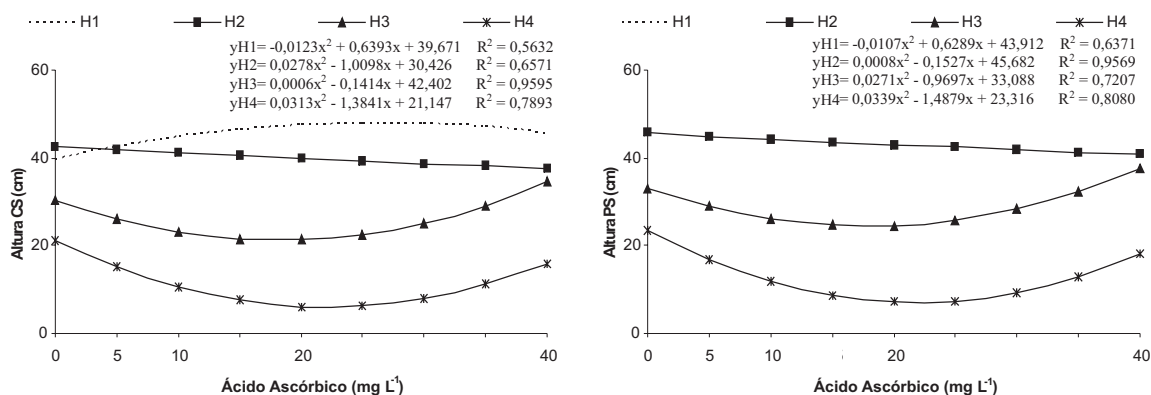 H1 H2 H3 H4
yH1= -0,0123x² + 0,6393x + 39,671 R² = 0,5632
yH2= 0,0278x² - 1,0098x + 30,426 R² = 0,6571
yH3= 0,0006x² - 0,1414x + 42,402 R² = 0,9595
yH4= 0,0313x² - 1,3841x + 21,147 R² = 0,7893
Altura CS (cm)
60
40
20
0
0 5 10 20 40
Ácido Ascórbico (mg L⁻¹)
H1 H2 H3 H4
yH1= -0,0107x² + 0,6289x + 43,912 R² = 0,6371
yH2= 0,0008x² - 0,1527x + 45,682 R² = 0,9569
yH3= 0,0271x² - 0,9697x + 33,088 R² = 0,7207
yH4= 0,0339x² - 1,4879x + 23,316 R² = 0,8080
Altura PS (cm)
60
40
20
0
0 5 10 20 40
Ácido Ascórbico (mg L⁻¹)